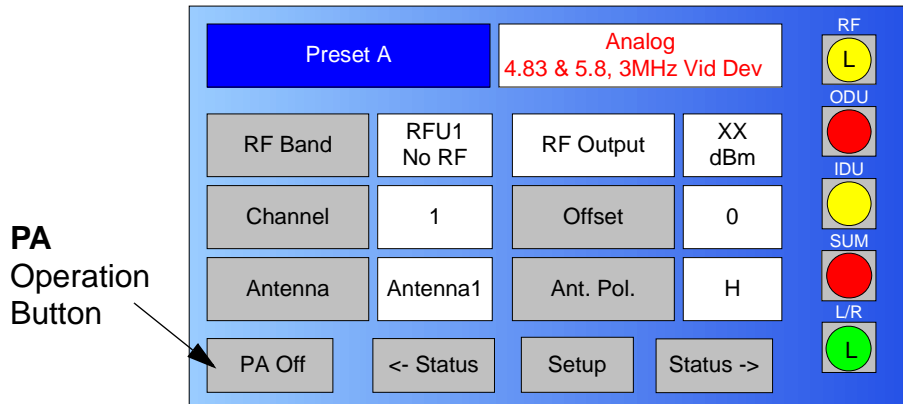 Preset A
Analog
4.83 & 5.8, 3MHz Vid Dev
RF
L
ODU
RF Band
RFU1
No RF
RF Output
XX
dBm
IDU
Channel
1
Offset
0
SUM
Antenna
Antenna1
Ant. Pol.
H
L/R
L
PA
Operation
Button
PA Off
<- Status
Setup
Status ->